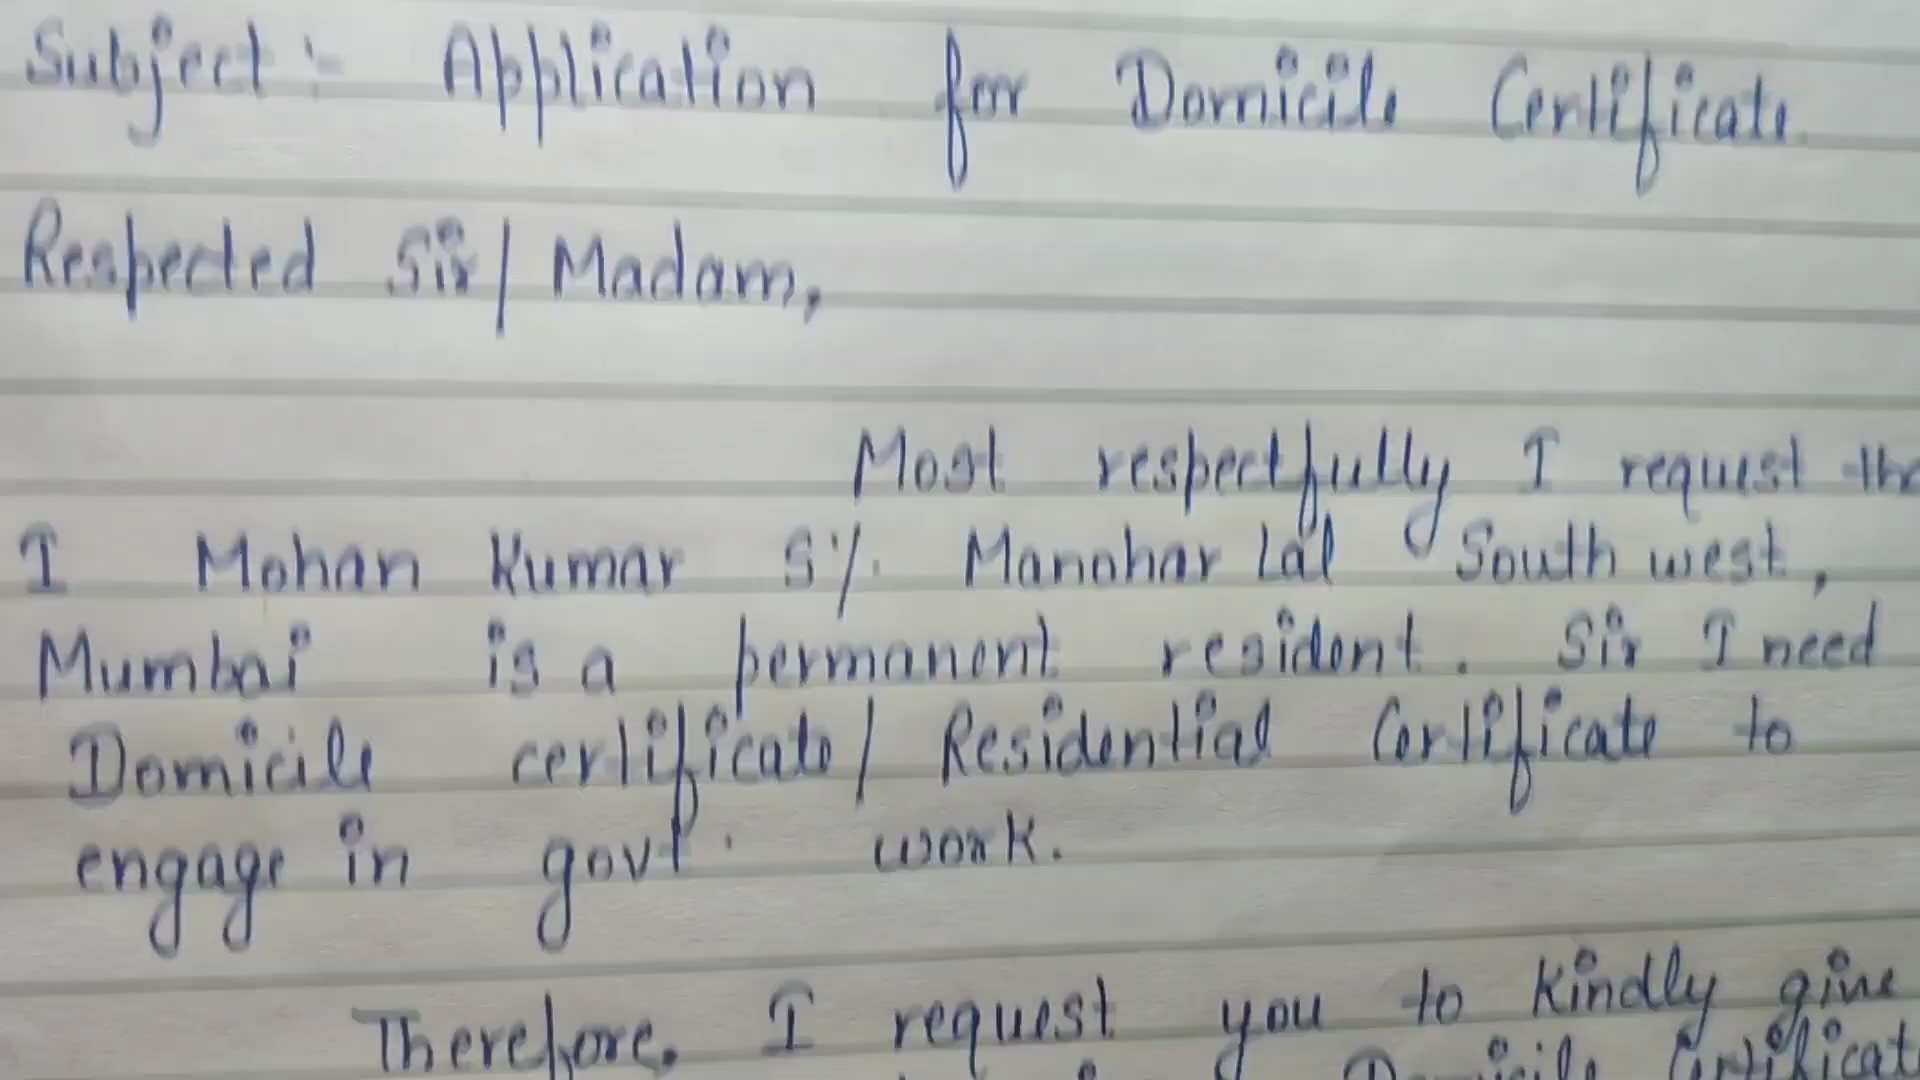 Subject :- Application for Domicile Certificate.
Respected Sir/Madam,
Most respectfully I request
I Mohan Kumar S/. Manohar Lal South west,
Mumbai is a permanent resident. Sir I need
Domicile certificate/Residential Certificate to
engage in govt. work.
Therefore. I request you to kindly give
Domicile Certificate